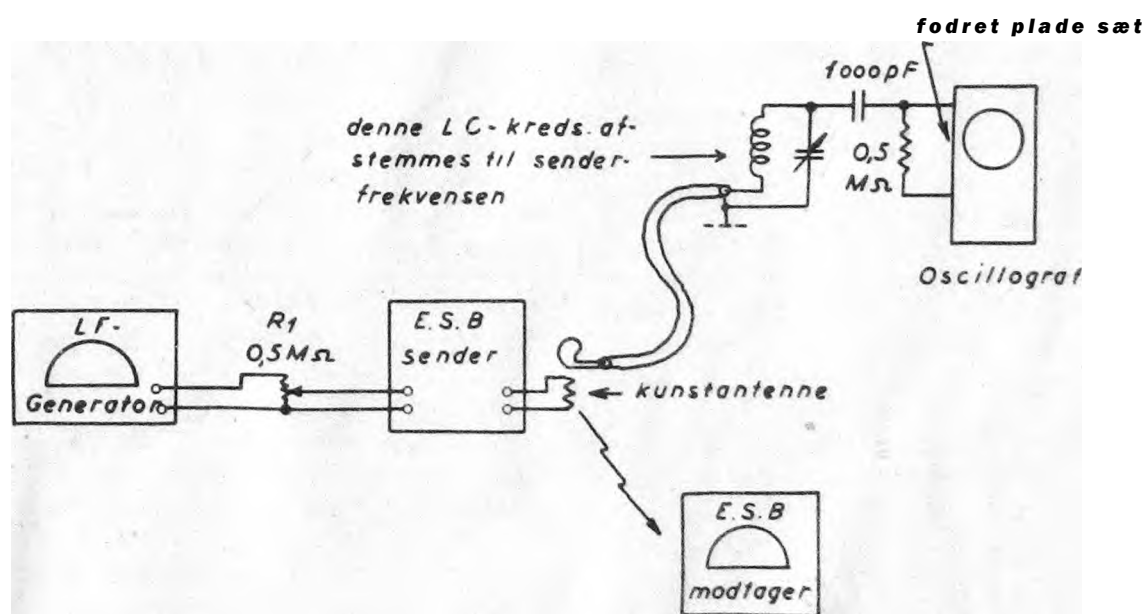 fodret plade sæt
1000pF
denne LC-kreds. af-
stemmes til sender-
frekvensen
0,5
MΩ
Oscillograf
LF-
Generator
R1
0,5MΩ
E.S.B
sender
kunstantenne
E.S.B
modtager